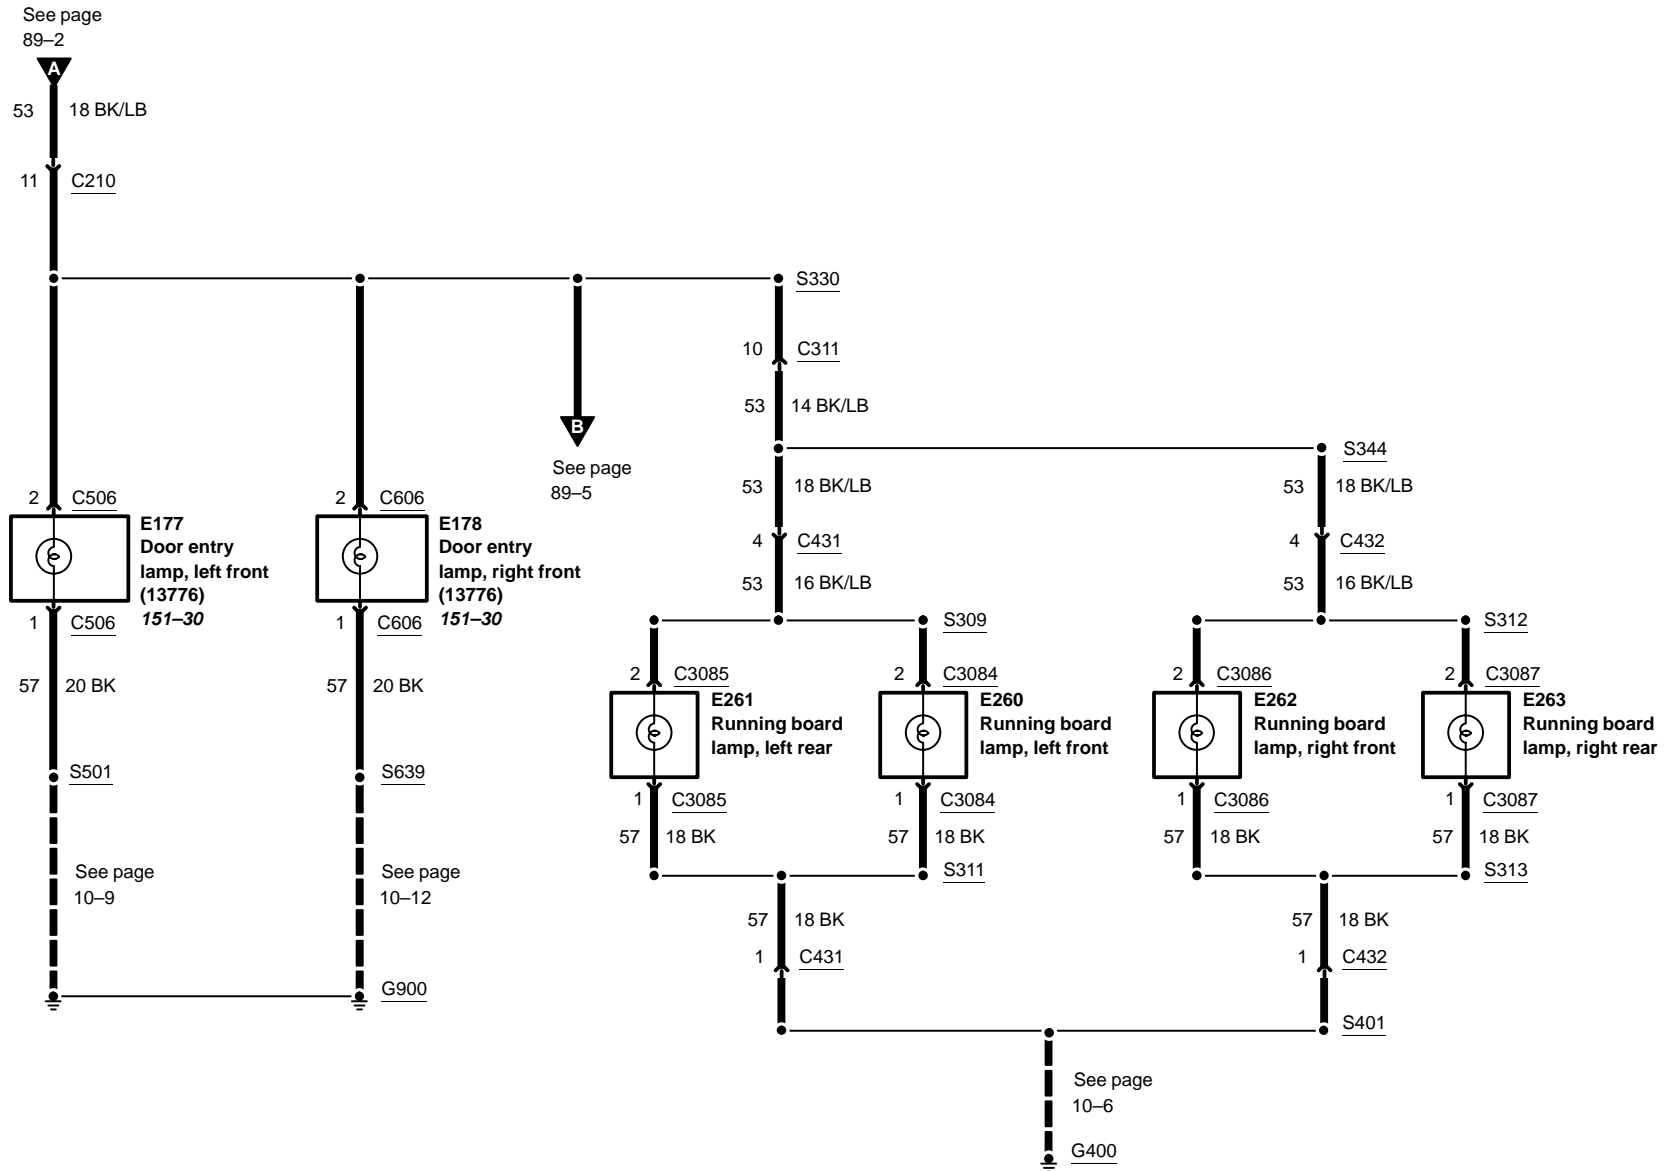 See page
89–2
A
53 18 BK/LB
11 C210
S330
10 C311
53 14 BK/LB
B
See page
89–5
S344
53 18 BK/LB
53 18 BK/LB
4 C431
4 C432
53 16 BK/LB
53 16 BK/LB
2 C506
E177
Door entry
lamp, left front
(13776)
151–30
1 C506
57 20 BK
S501
See page
10–9
2 C606
E178
Door entry
lamp, right front
(13776)
151–30
1 C606
57 20 BK
S639
See page
10–12
G900
S309
2 C3085
E261
Running board
lamp, left rear
1 C3085
57 18 BK
2 C3084
E260
Running board
lamp, left front
1 C3084
57 18 BK
S311
57 18 BK
1 C431
S312
2 C3086
E262
Running board
lamp, right front
1 C3086
57 18 BK
2 C3087
E263
Running board
lamp, right rear
1 C3087
57 18 BK
S313
57 18 BK
1 C432
S401
See page
10–6
G400